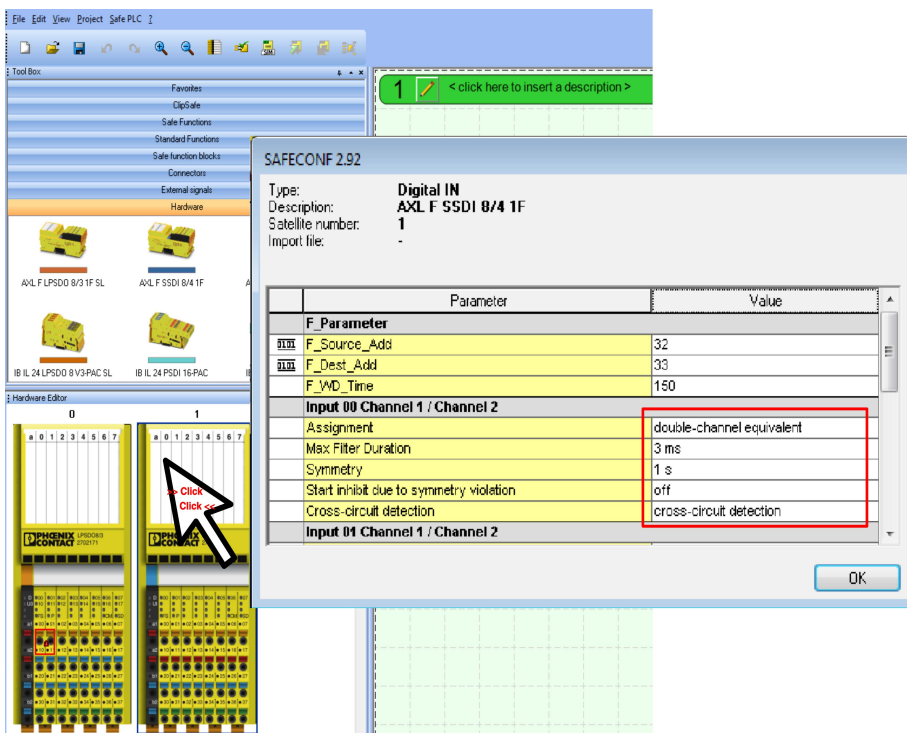 File Edit View Project Safe PLC ?
Tool Box
Favorites
ClipSafe
Safe Functions
Standard Functions
Safe function blocks
Connectors
External signals
Hardware
AXL F LPSDO 8/3 1F SL
AXL F SSDI 8/4 1F
IB IL 24 LPSDO 8 V3-PAC SL
IB IL 24 PSDI 16-PAC
1
< click here to insert a description >
SAFECONF 2.92
Type: Digital IN
Description: AXL F SSDI 8/4 1F
Satellite number: 1
Import file: -
Parameter Value
F_Parameter
F_Source_Add 32
F_Dest_Add 33
F_WD_Time 150
Input 00 Channel 1 / Channel 2
Assignment double-channel equivalent
Max Filter Duration 3 ms
Symmetry 1 s
Start inhibit due to symmetry violation off
Cross-circuit detection cross-circuit detection
Input 01 Channel 1 / Channel 2
OK
Hardware Editor
0 1
a 0 1 2 3 4 5 6 7
a 0 1 2 3 4 5 6 7
>> Click
Click <<
PHŒNIX CONTACT
LPSDO8/3
2702171
PHŒNIX CONTACT